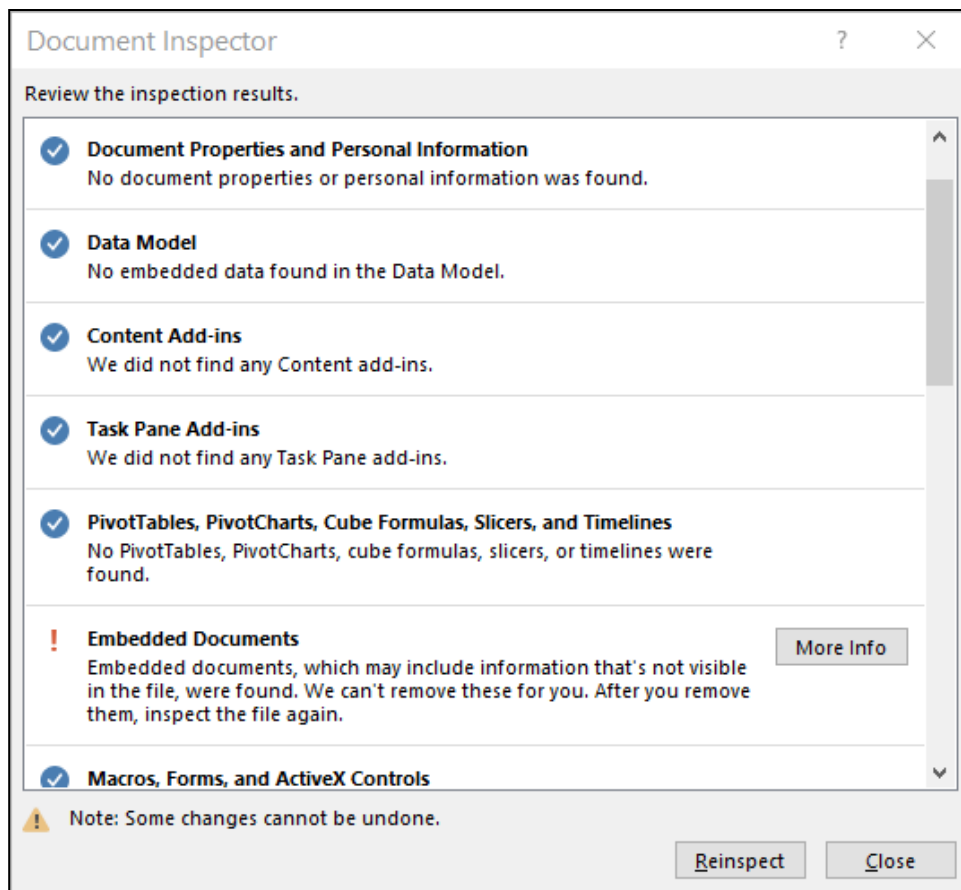 Document Inspector
?
Review the inspection results.
Document Properties and Personal Information
No document properties or personal information was found.
Data Model
No embedded data found in the Data Model.
Content Add-ins
We did not find any Content add-ins.
Task Pane Add-ins
We did not find any Task Pane add-ins.
PivotTables, PivotCharts, Cube Formulas, Slicers, and Timelines
No PivotTables, PivotCharts, cube formulas, slicers, or timelines were
found.
Embedded Documents
More Info
Embedded documents, which may include information that's not visible
in the file, were found. We can't remove these for you. After you remove
them, inspect the file again.
Macros, Forms, and ActiveX Controls
Note: Some changes cannot be undone.
Reinspect
Close